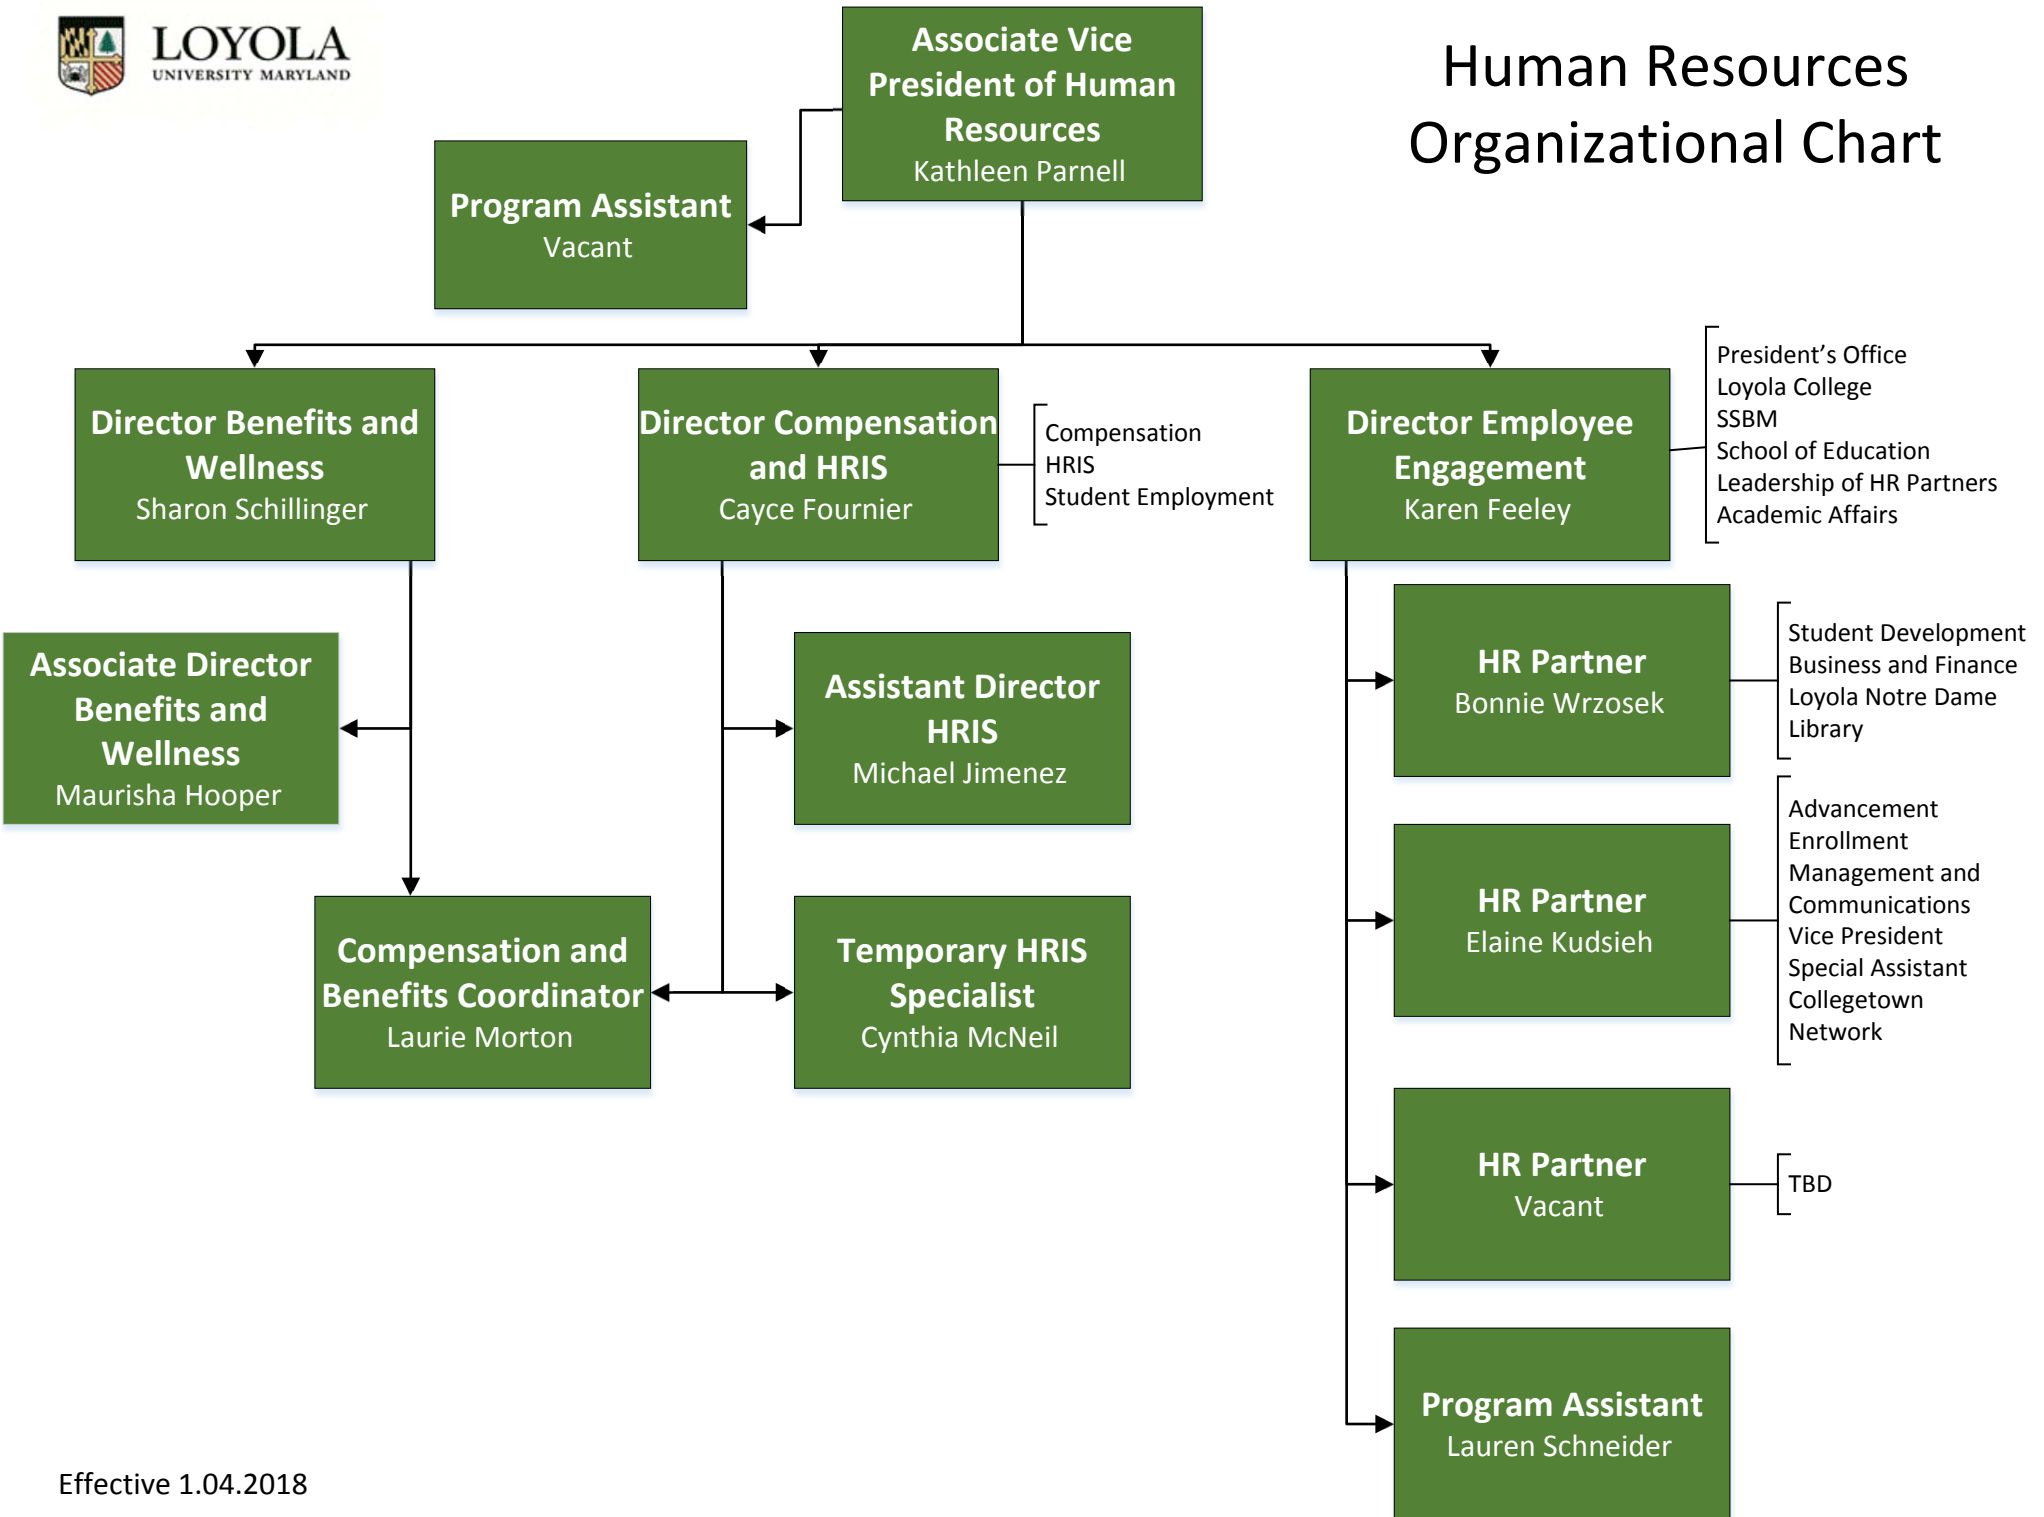 LOYOLA
UNIVERSITY MARYLAND
Human Resources
Organizational Chart
Associate Vice
President of Human
Resources
Kathleen Parnell
Program Assistant
Vacant
Director Benefits and
Wellness
Sharon Schillinger
Director Compensation
and HRIS
Cayce Fournier
Compensation
HRIS
Student Employment
Director Employee
Engagement
Karen Feeley
President’s Office
Loyola College
SSBM
School of Education
Leadership of HR Partners
Academic Affairs
Associate Director
Benefits and
Wellness
Maurisha Hooper
Compensation and
Benefits Coordinator
Laurie Morton
Assistant Director
HRIS
Michael Jimenez
Temporary HRIS
Specialist
Cynthia McNeil
HR Partner
Bonnie Wrzosek
Student Development
Business and Finance
Loyola Notre Dame
Library
HR Partner
Elaine Kudsieh
Advancement
Enrollment
Management and
Communications
Vice President
Special Assistant
Collegetown
Network
HR Partner
Vacant
TBD
Program Assistant
Lauren Schneider
Effective 1.04.2018